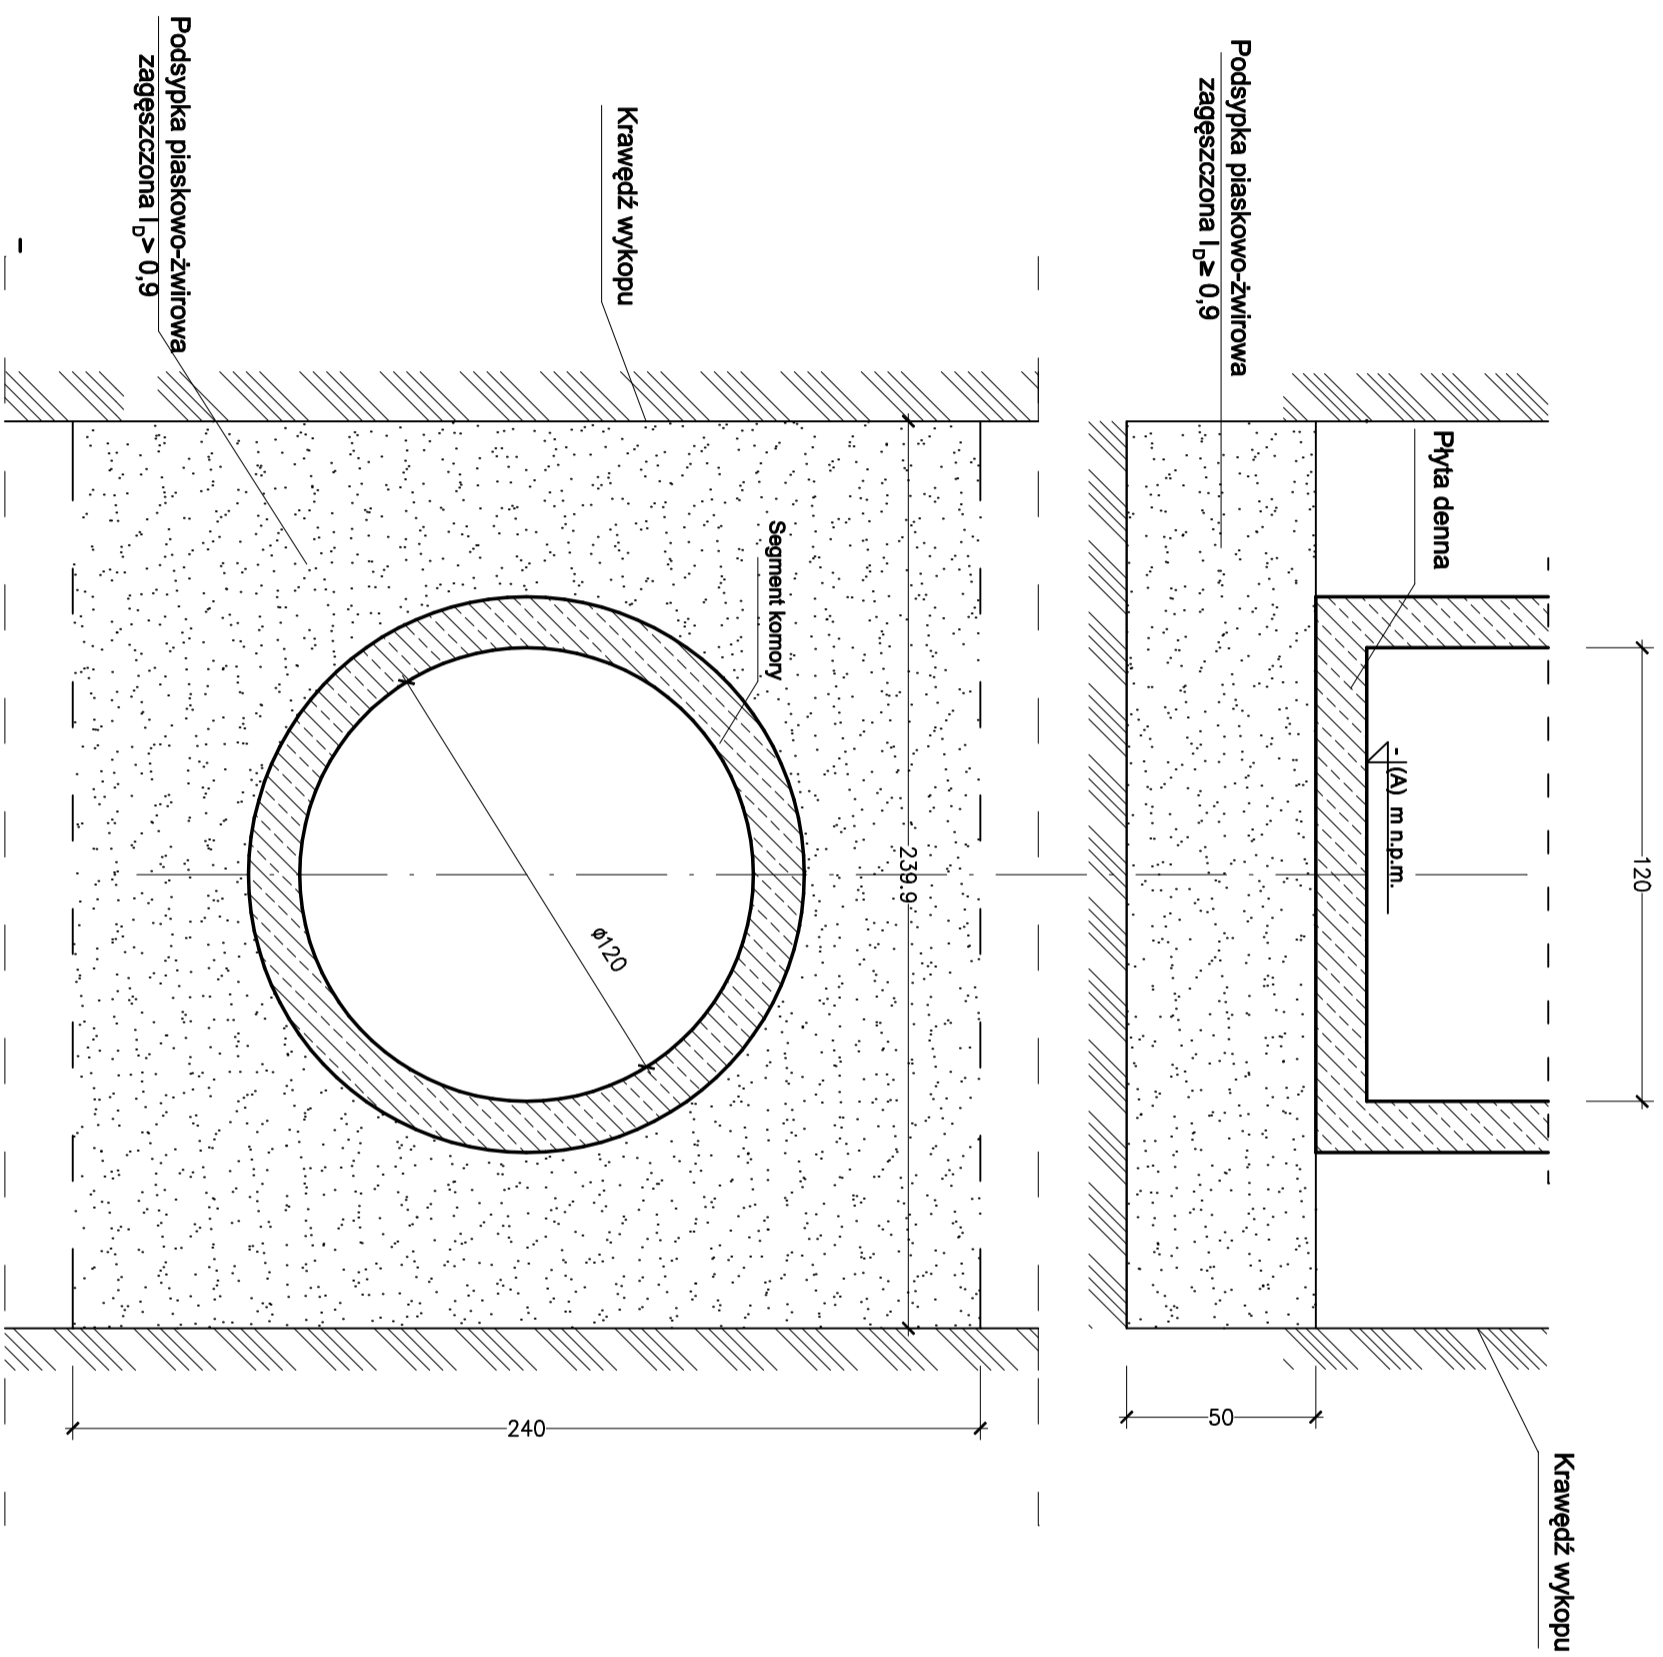 120
Krawędź wykopu
Płyta denna
- (A) m n.p.m.
Podsypka piaskowo-żwirowa
zagęszczona I_D ≥ 0,9
50
239.9
Segment komory
Krawędź wykopu
ø120
240
Podsypka piaskowo-żwirowa
zagęszczona I_D > 0,9
-